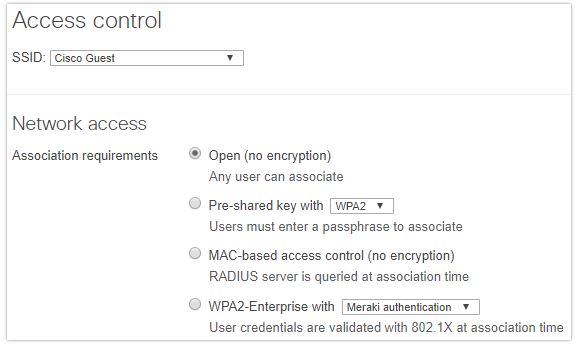 Access control
SSID: Cisco Guest
Network access
Association requirements Open (no encryption)
Any user can associate
Pre-shared key with WPA2
Users must enter a passphrase to associate
MAC-based access control (no encryption)
RADIUS server is queried at association time
WPA2-Enterprise with Meraki authentication
User credentials are validated with 802.1X at association time